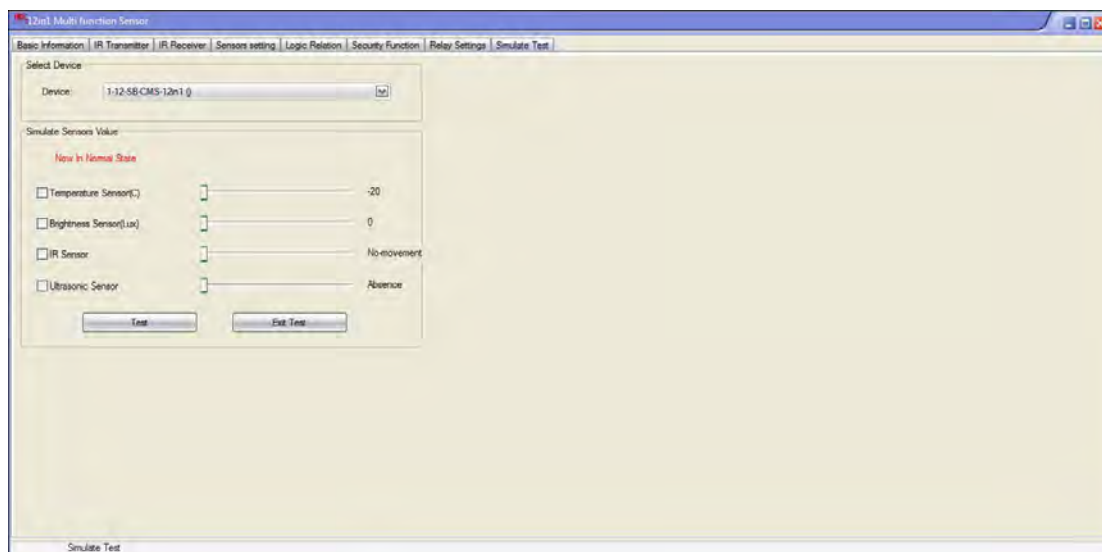 12in1 Multi function Sensor
Basic Information IR Transmitter IR Receiver Sensors setting Logic Relation Security Function Relay Settings Simulate Test
Select Device
Device: 1-12-SB-CMS-12in1 ()
Simulate Sensors Value
Now In Normal State
Temperature Sensor(C) -20
Brightness Sensor(Lux) 0
IR Sensor No-movement
Ultrasonic Sensor Absence
Test Exit Test
Simulate Test